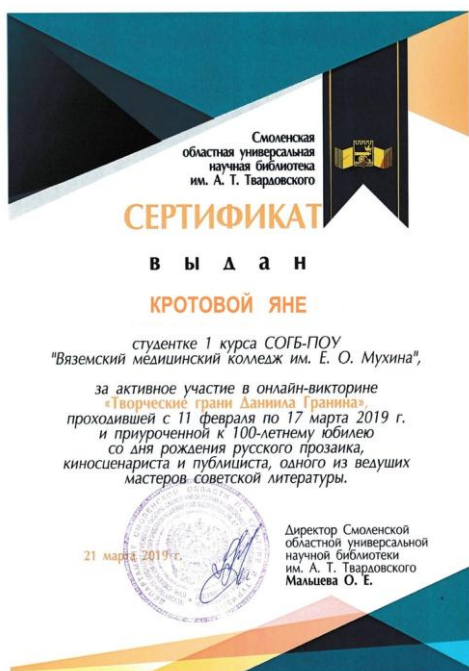 Смоленская
областная универсальная
научная библиотека
им. А. Т. Твардовского
СЕРТИФИКАТ
выдан
КРОТОВОЙ ЯНЕ
студентке 1 курса СОГБ-ПОУ
"Вяземский медицинский колледж им. Е. О. Мухина",
за активное участие в онлайн-викторине
«Творческие грани Даниила Гранина»,
проходившей с 11 февраля по 17 марта 2019 г.
и приуроченной к 100-летнему юбилею
со дня рождения русского прозаика,
киносценариста и публициста, одного из ведущих
мастеров советской литературы.
21 марта 2019 г.
Директор Смоленской
областной универсальной
научной библиотеки
им. А. Т. Твардовского
Мальцева О. Е.